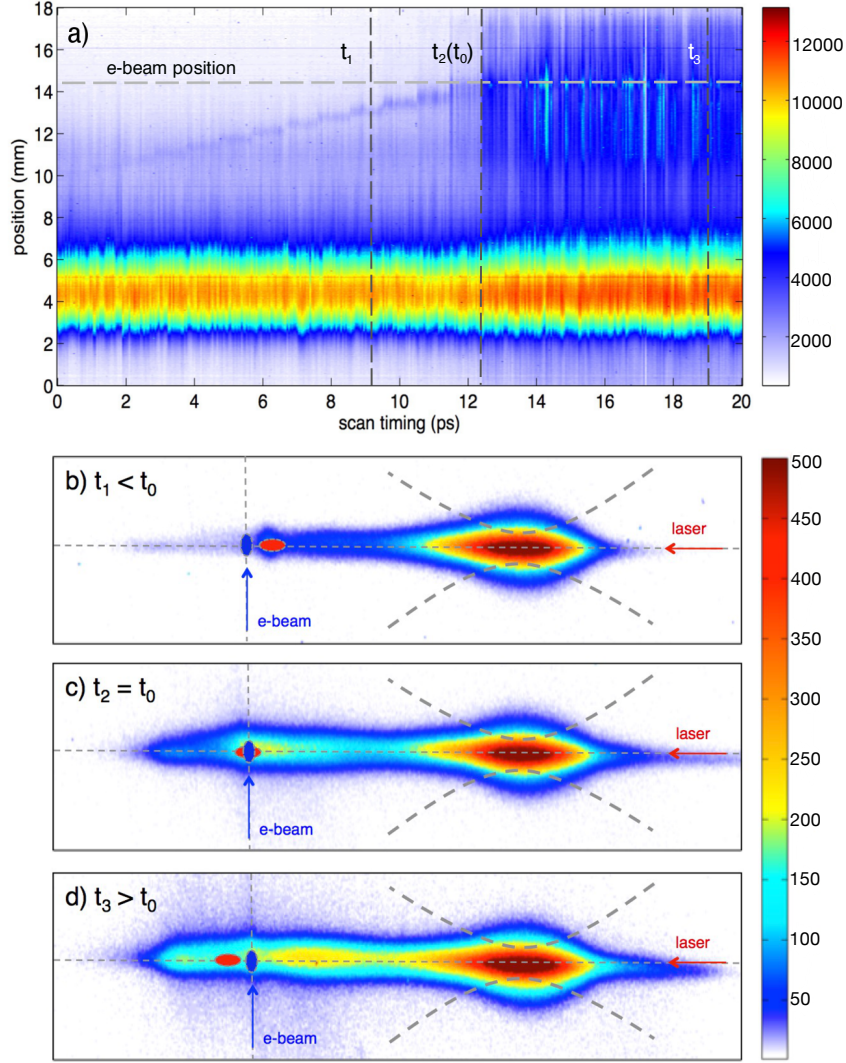 a)
t1
t2(t0)
t3
e-beam position
18
16
14
12
10
8
6
4
2
0
position (mm)
0 2 4 6 8 10 12 14 16 18 20
scan timing (ps)
12000
10000
8000
6000
4000
2000
b) t1 < t0
laser
e-beam
c) t2 = t0
laser
e-beam
d) t3 > t0
laser
e-beam
500
450
400
350
300
250
200
150
100
50